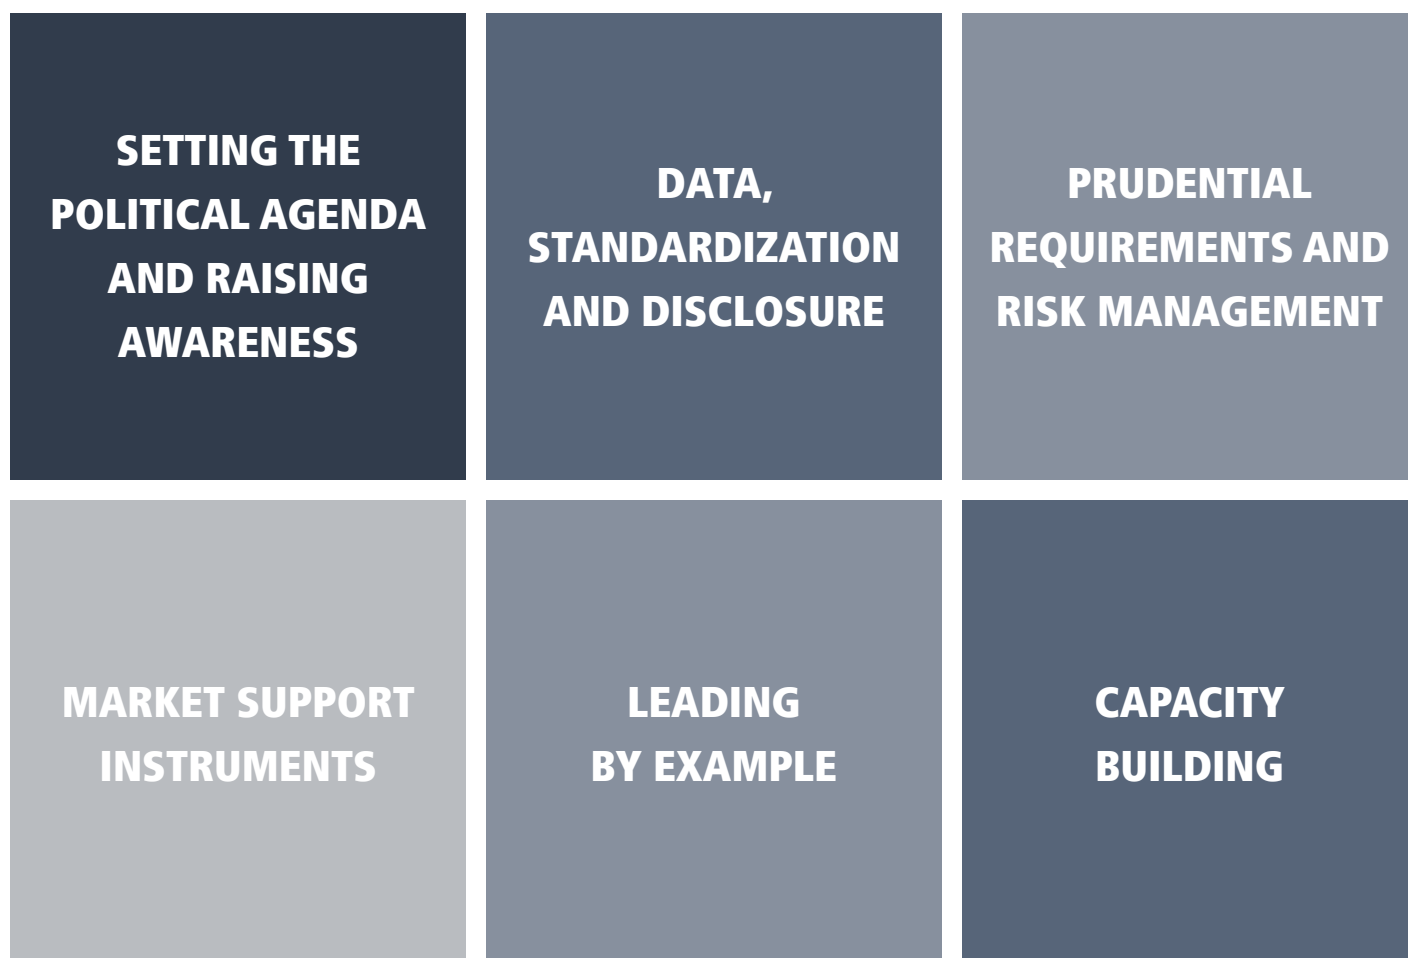 SETTING THE
POLITICAL AGENDA
AND RAISING
AWARENESS
DATA,
STANDARDIZATION
AND DISCLOSURE
PRUDENTIAL
REQUIREMENTS AND
RISK MANAGEMENT
MARKET SUPPORT
INSTRUMENTS
LEADING
BY EXAMPLE
CAPACITY
BUILDING